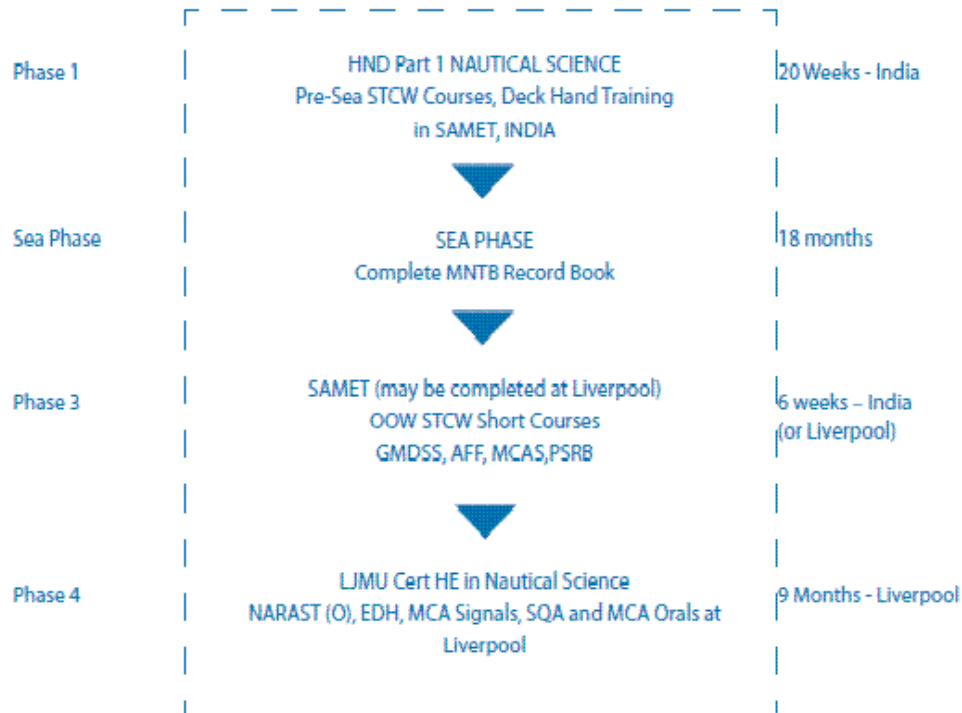 Phase 1
HND Part 1 NAUTICAL SCIENCE
Pre-Sea STCW Courses, Deck Hand Training
in SAMET, INDIA
20 Weeks - India
Sea Phase
SEA PHASE
Complete MNTB Record Book
18 months
Phase 3
SAMET (may be completed at Liverpool)
OOW STCW Short Courses
GMDSS, AFF, MCAS,PSRB
6 weeks – India
(or Liverpool)
Phase 4
LJMU Cert HE in Nautical Science
NARAST (O), EDH, MCA Signals, SQA and MCA Orals at
Liverpool
9 Months - Liverpool